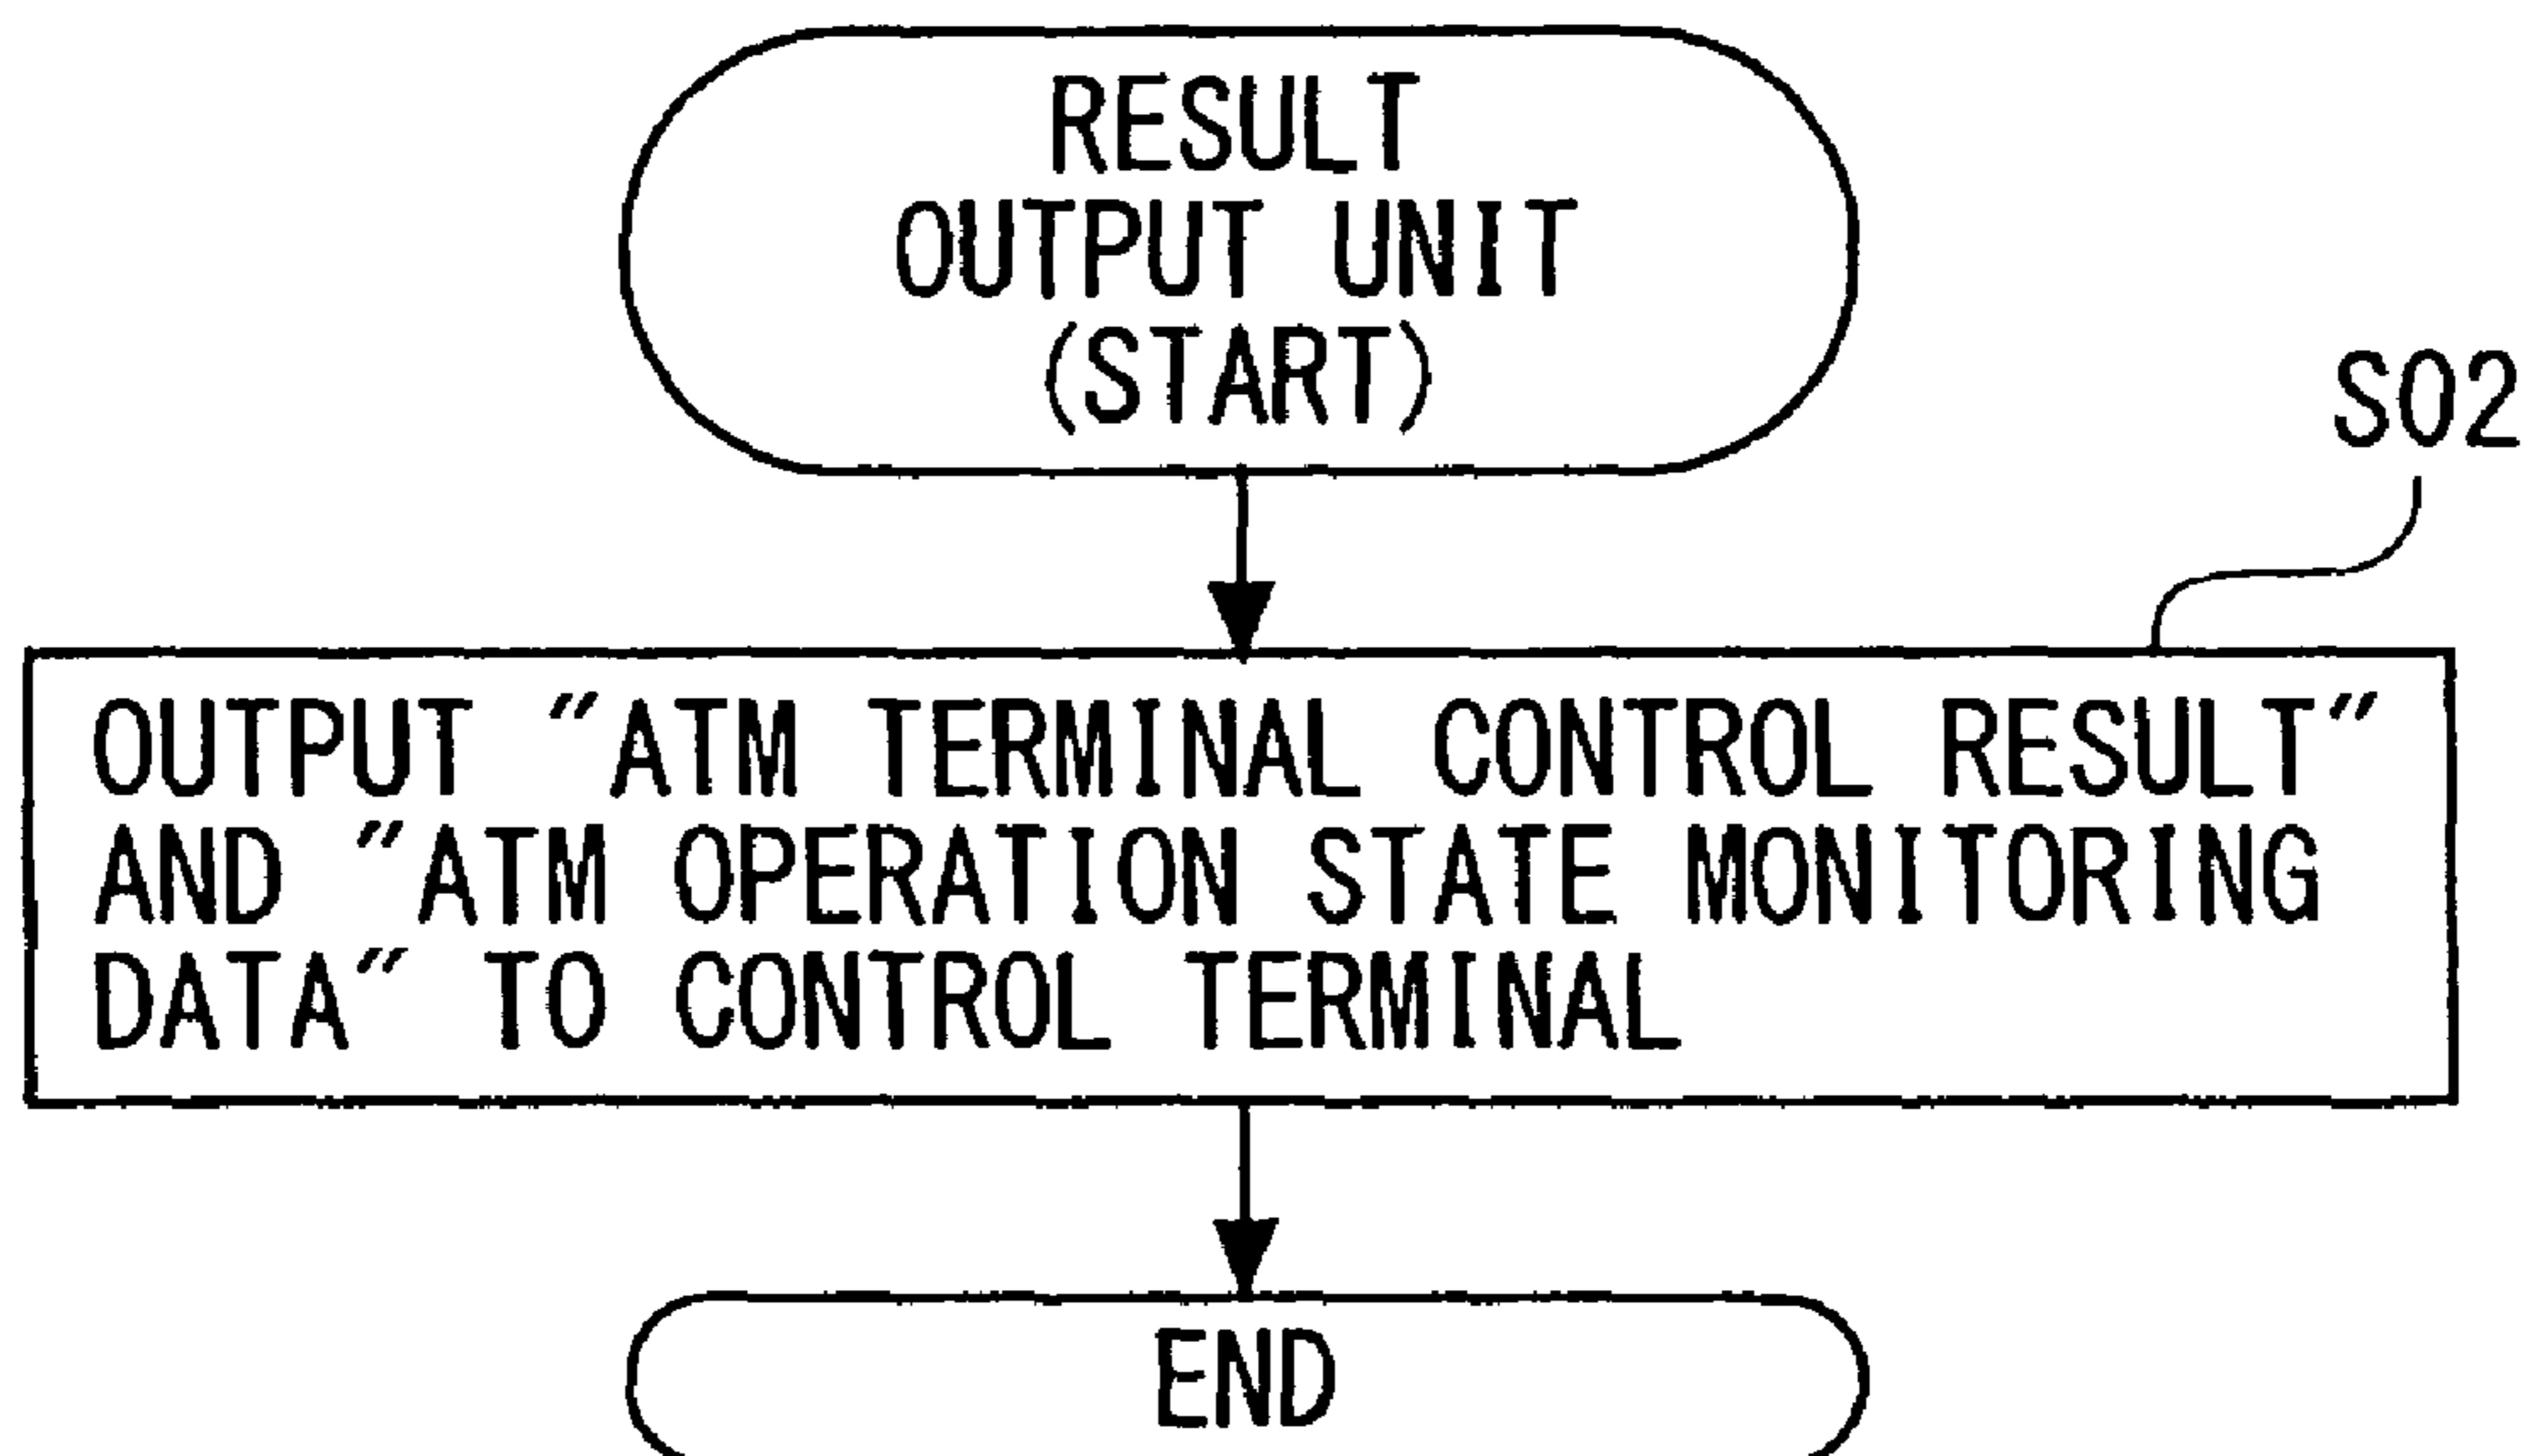 RESULT
OUTPUT UNIT
(START)
S02
OUTPUT "ATM TERMINAL CONTROL RESULT"
AND "ATM OPERATION STATE MONITORING
DATA" TO CONTROL TERMINAL
END